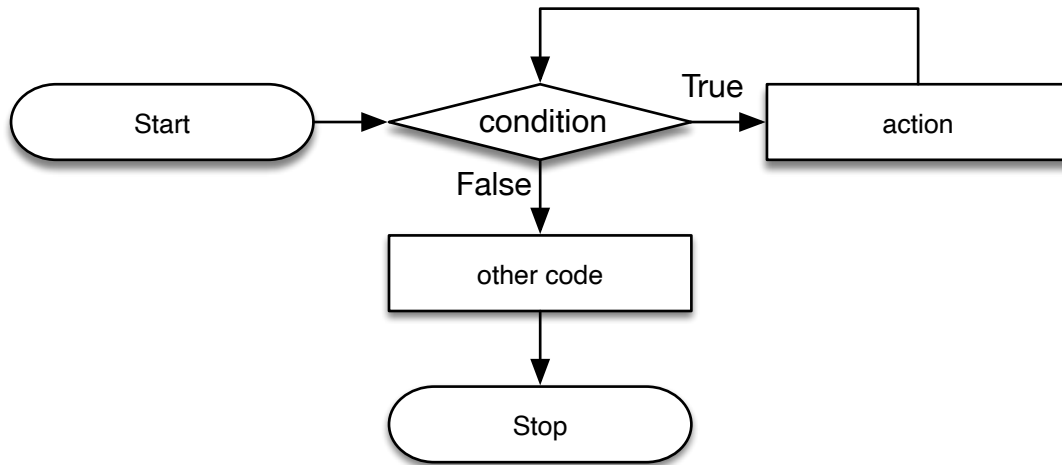 Start
condition
True
action
False
other code
Stop